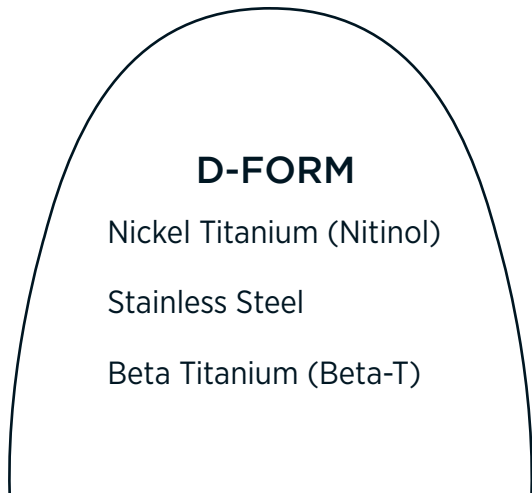 D-FORM
Nickel Titanium (Nitinol)
Stainless Steel
Beta Titanium (Beta-T)